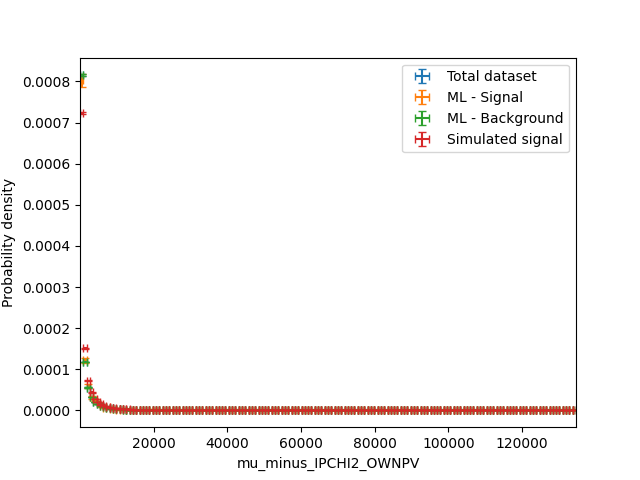 Total dataset
ML - Signal
ML - Background
Simulated signal
0.0008
0.0007
0.0006
0.0005
0.0004
0.0003
0.0002
0.0001
0.0000
Probability density
20000 40000 60000 80000 100000 120000
mu_minus_IPCHI2_OWNPV